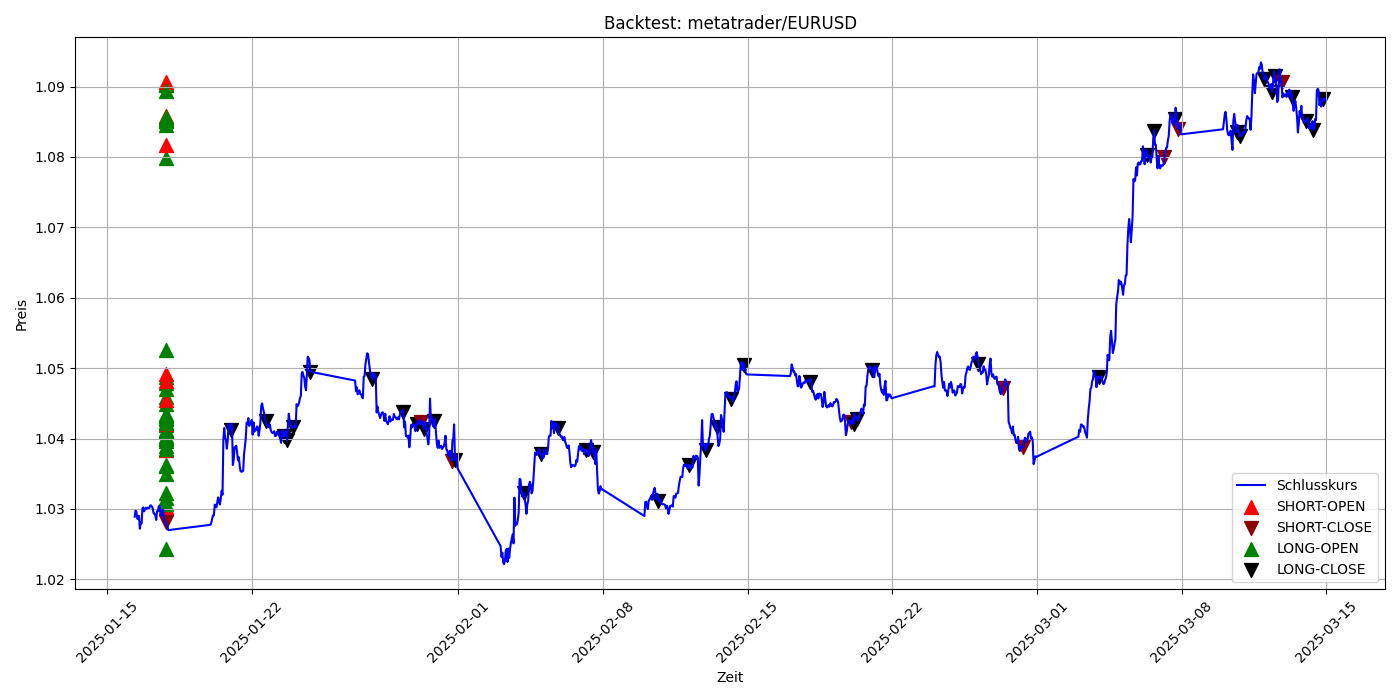 Backtest: metatrader/EURUSD
Preis
1.09
1.08
1.07
1.06
1.05
1.04
1.03
1.02
Schlusskurs
SHORT-OPEN
SHORT-CLOSE
LONG-OPEN
LONG-CLOSE
2025-01-15
2025-01-22
2025-02-01
2025-02-08
2025-02-15
2025-02-22
2025-03-01
2025-03-08
2025-03-15
Zeit